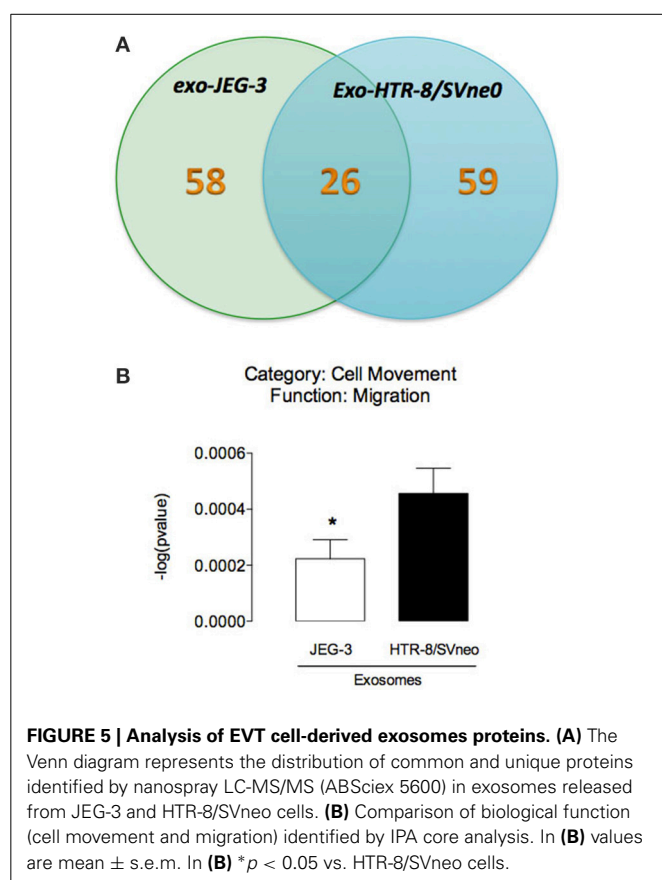 A
exo-JEG-3
Exo-HTR-8/SVne0
58
26
59
B
Category: Cell Movement
Function: Migration
-log(pvalue)
0.0006
0.0004
0.0002
0.0000
*
JEG-3
HTR-8/SVneo
Exosomes
FIGURE 5 | Analysis of EVT cell-derived exosomes proteins. (A) The
Venn diagram represents the distribution of common and unique proteins
identified by nanospray LC-MS/MS (ABSciex 5600) in exosomes released
from JEG-3 and HTR-8/SVneo cells. (B) Comparison of biological function
(cell movement and migration) identified by IPA core analysis. In (B) values
are mean ± s.e.m. In (B) *p < 0.05 vs. HTR-8/SVneo cells.